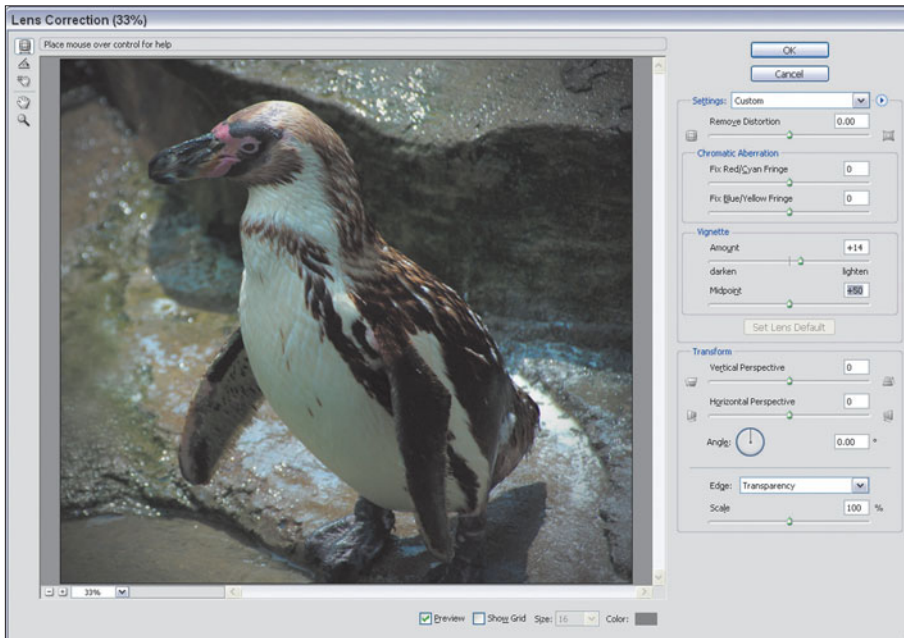 Lens Correction (33%)
Place mouse over control for help
OK
Cancel
Settings: Custom
Remove Distortion 0.00
Chromatic Aberration
Fix Red/Cyan Fringe 0
Fix Blue/Yellow Fringe 0
Vignette
Amount +14
darken lighten
Midpoint +50
Set Lens Default
Transform
Vertical Perspective 0
Horizontal Perspective 0
Angle: 0.00 °
Edge: Transparency
Scale 100 %
33%
Preview Show Grid Size: 16 Color: